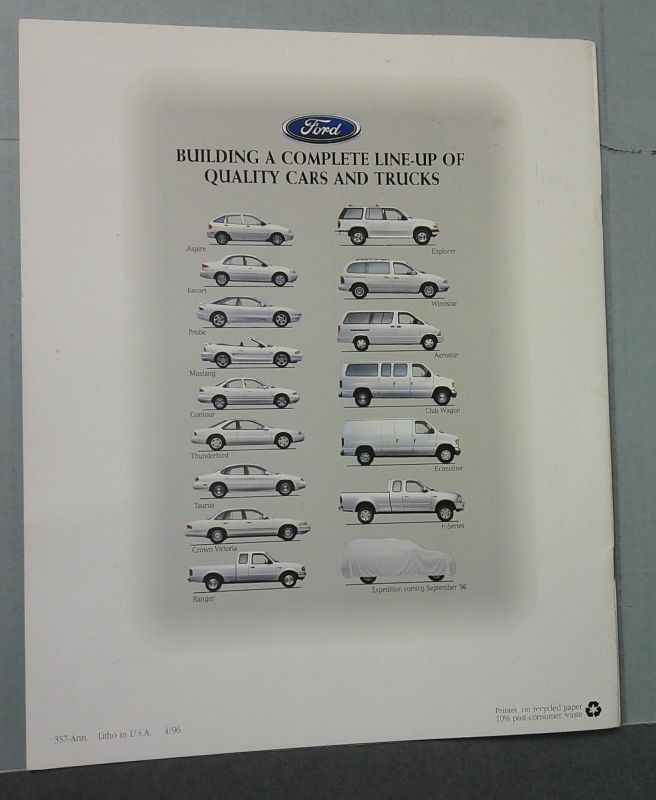 Ford
BUILDING A COMPLETE LINE-UP OF
QUALITY CARS AND TRUCKS
Aspire
Escort
Probe
Mustang
Contour
Thunderbird
Taurus
Crown Victoria
Ranger
Explorer
Windstar
Aerostar
Club Wagon
Econoline
F-Series
Expedition coming September '96
357-Ann. Litho in U.S.A. 4/96
Printed on recycled paper
10% post-consumer waste